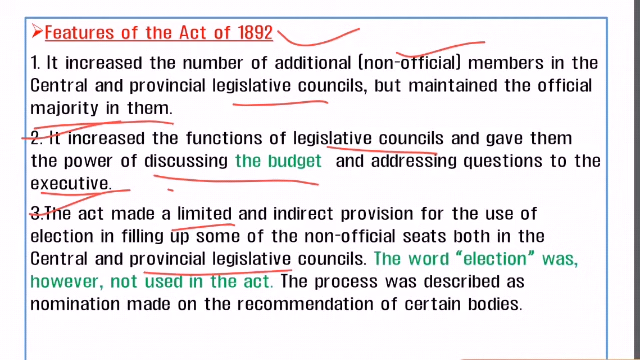 Features of the Act of 1892
1. It increased the number of additional (non-official) members in the
Central and provincial legislative councils, but maintained the official
majority in them.
2. It increased the functions of legislative councils and gave them
the power of discussing the budget and addressing questions to the
executive.
3.The act made a limited and indirect provision for the use of
election in filling up some of the non-official seats both in the
Central and provincial legislative councils. The word “election” was,
however, not used in the act. The process was described as
nomination made on the recommendation of certain bodies.